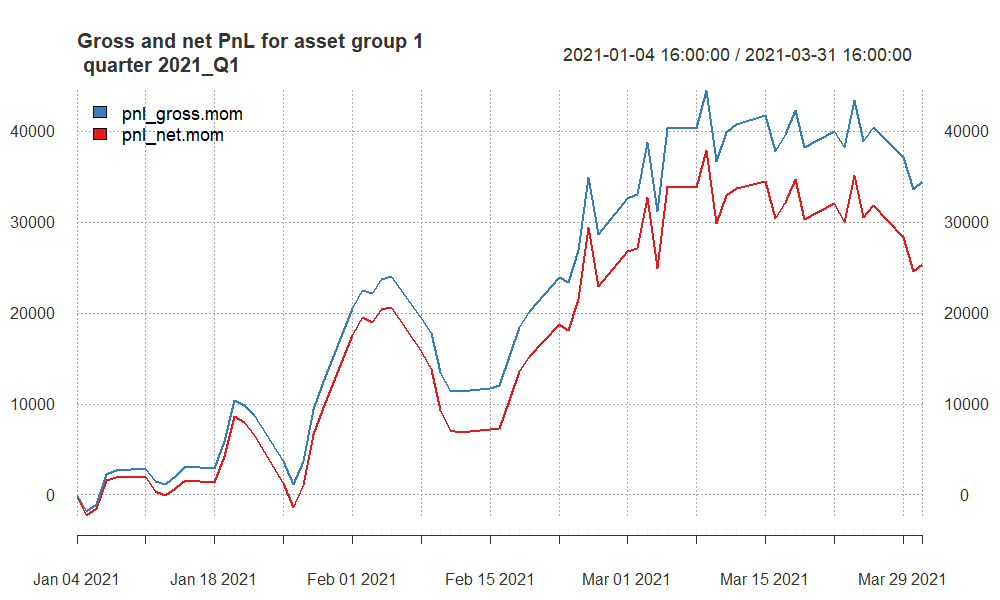 Gross and net PnL for asset group 1
quarter 2021_Q1
2021-01-04 16:00:00 / 2021-03-31 16:00:00
pnl_gross.mom
pnl_net.mom
40000 40000
30000 30000
20000 20000
10000 10000
0 0
Jan 04 2021 Jan 18 2021 Feb 01 2021 Feb 15 2021 Mar 01 2021 Mar 15 2021 Mar 29 2021